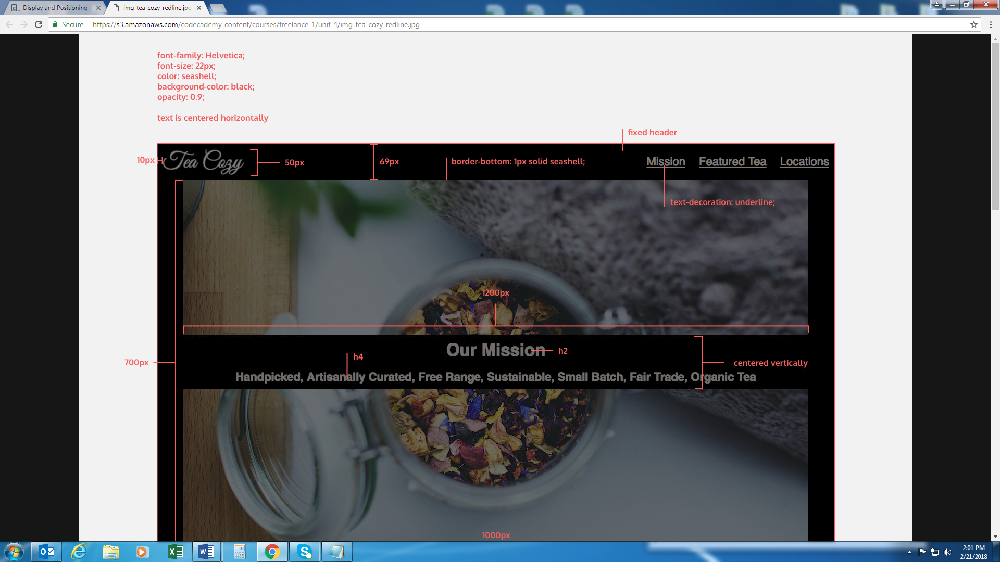 Display and Positioning
img-tea-cozy-redline.jpg
Secure
https://s3.amazonaws.com/codecademy-content/courses/freelance-1/unit-4/img-tea-cozy-redline.jpg
font-family: Helvetica;
font-size: 22px;
color: seashell;
background-color: black;
opacity: 0.9;
text is centered horizontally
fixed header
10px
Tea Cozy
50px
69px
border-bottom: 1px solid seashell;
Mission
Featured Tea
Locations
text-decoration: underline;
1200px
Our Mission
h2
h4
700px
centered vertically
Handpicked, Artisanally Curated, Free Range, Sustainable, Small Batch, Fair Trade, Organic Tea
1000px
2:01 PM
2/21/2018